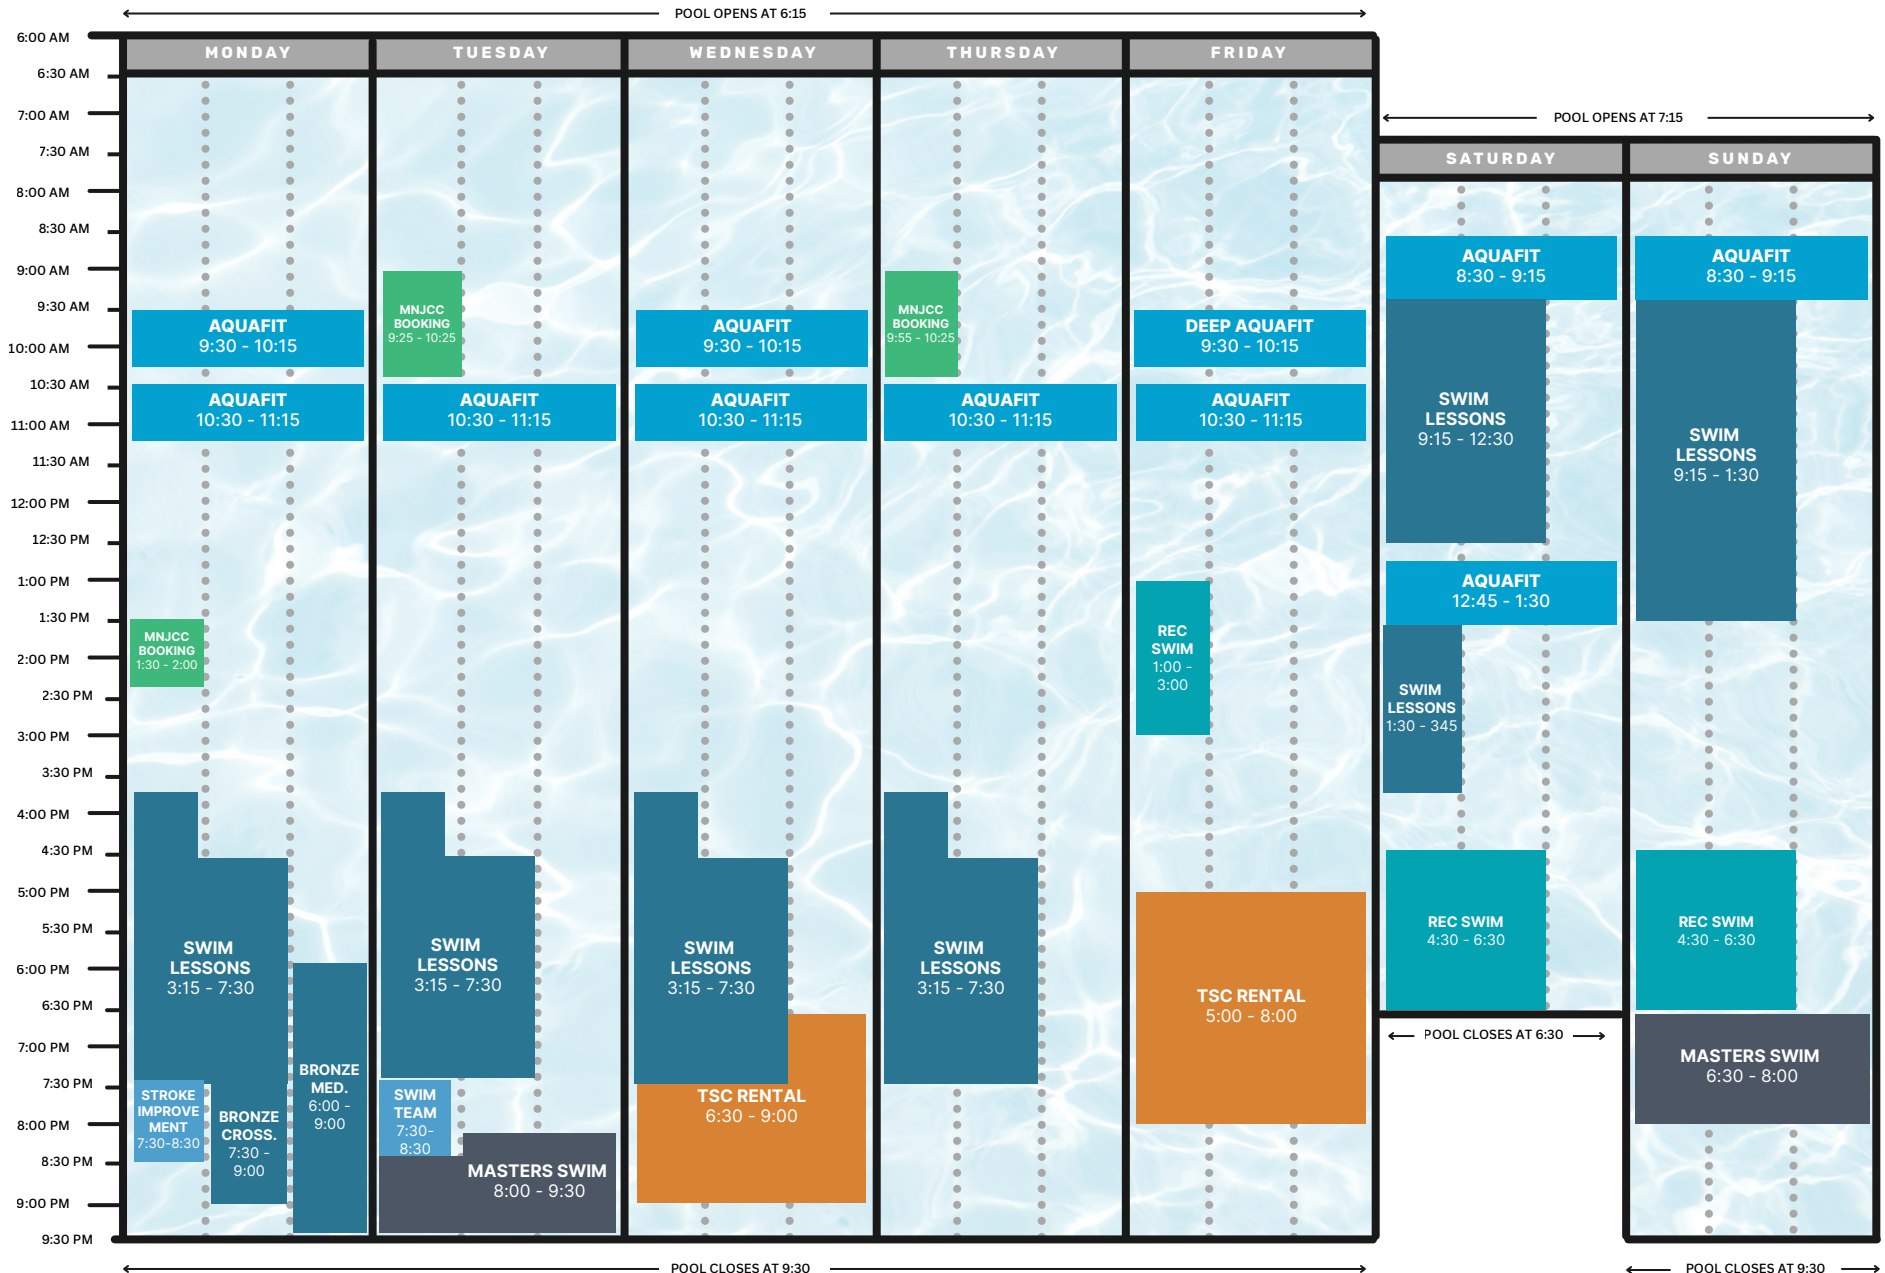 POOL OPENS AT 6:15
6:00 AM
6:30 AM
7:00 AM
7:30 AM
8:00 AM
8:30 AM
9:00 AM
9:30 AM
10:00 AM
10:30 AM
11:00 AM
11:30 AM
12:00 PM
12:30 PM
1:00 PM
1:30 PM
2:00 PM
2:30 PM
3:00 PM
3:30 PM
4:00 PM
4:30 PM
5:00 PM
5:30 PM
6:00 PM
6:30 PM
7:00 PM
7:30 PM
8:00 PM
8:30 PM
9:00 PM
9:30 PM
MONDAY
AQUAFIT
9:30 - 10:15
AQUAFIT
10:30 - 11:15
MNJCC
BOOKING
1:30 - 2:00
SWIM
LESSONS
3:15 - 7:30
BRONZE
MED.
6:00 -
9:00
STROKE
IMPROVE
MENT
7:30-8:30
BRONZE
CROSS.
7:30 -
9:00
TUESDAY
MNJCC
BOOKING
9:25 - 10:25
AQUAFIT
10:30 - 11:15
SWIM
LESSONS
3:15 - 7:30
SWIM
TEAM
7:30-
8:30
MASTERS SWIM
8:00 - 9:30
WEDNESDAY
AQUAFIT
9:30 - 10:15
AQUAFIT
10:30 - 11:15
SWIM
LESSONS
3:15 - 7:30
TSC RENTAL
6:30 - 9:00
THURSDAY
MNJCC
BOOKING
9:55 - 10:25
AQUAFIT
10:30 - 11:15
SWIM
LESSONS
3:15 - 7:30
FRIDAY
DEEP AQUAFIT
9:30 - 10:15
AQUAFIT
10:30 - 11:15
REC
SWIM
1:00 -
3:00
TSC RENTAL
5:00 - 8:00
POOL OPENS AT 7:15
SATURDAY
AQUAFIT
8:30 - 9:15
SWIM
LESSONS
9:15 - 12:30
AQUAFIT
12:45 - 1:30
SWIM
LESSONS
1:30 - 345
REC SWIM
4:30 - 6:30
POOL CLOSES AT 6:30
SUNDAY
AQUAFIT
8:30 - 9:15
SWIM
LESSONS
9:15 - 1:30
REC SWIM
4:30 - 6:30
MASTERS SWIM
6:30 - 8:00
POOL CLOSES AT 9:30
POOL CLOSES AT 9:30